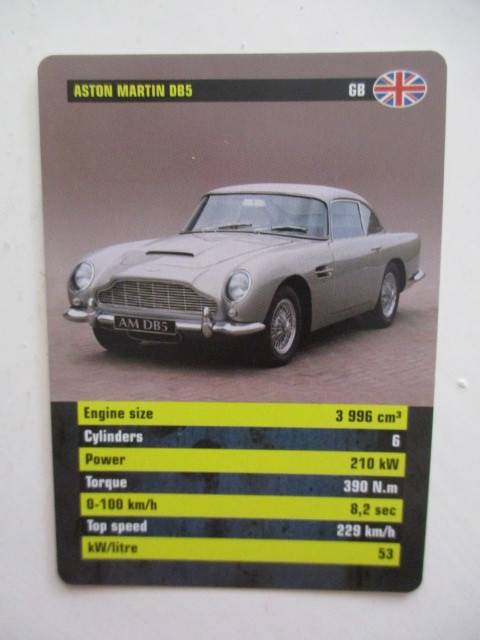 ASTON MARTIN DB5 GB
AM DB5
Engine size 3 996 cm³
Cylinders 6
Power 210 kW
Torque 390 N.m
0-100 km/h 8,2 sec
Top speed 229 km/h
kW/litre 53